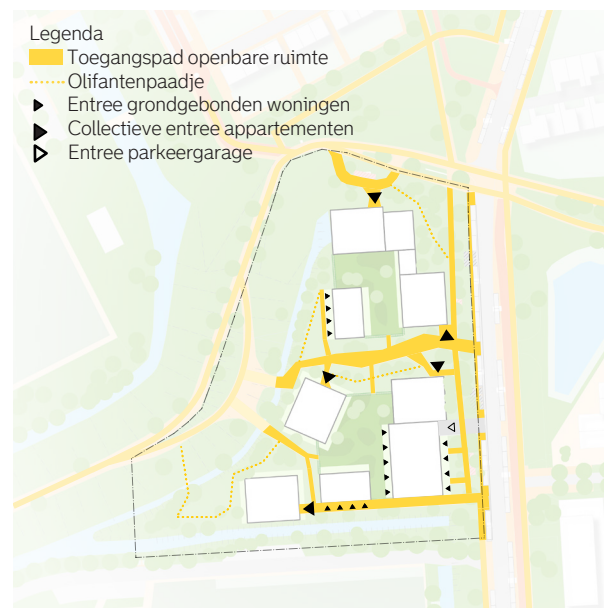 Legenda
Toegangspad openbare ruimte
Olifantenpaadje
Entree grondgebonden woningen
Collectieve entree appartementen
Entree parkeergarage